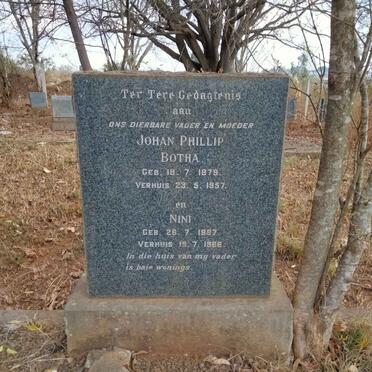 Ter Tere Gedagtenis
aan
ONS DIERBARE VADER EN MOEDER
JOHAN PHILLIP
BOTHA
GEB. 18. 7. 1879.
VERHUIS 23. 5. 1957.
en
NINI
GEB. 26. 7. 1887.
VERHUIS 19. 7. 1966.
In die huis van my vader
is baie wonings.